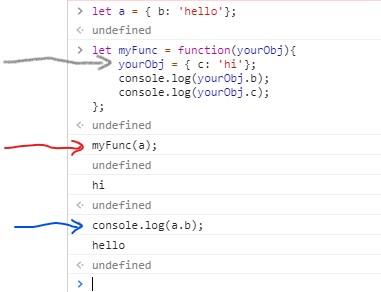 > let a = { b: 'hello'};
<· undefined
> let myFunc = function(yourObj){
yourObj = { c: 'hi'};
console.log(yourObj.b);
console.log(yourObj.c);
};
<· undefined
myFunc(a);
undefined
hi
<· undefined
console.log(a.b);
hello
<· undefined
>